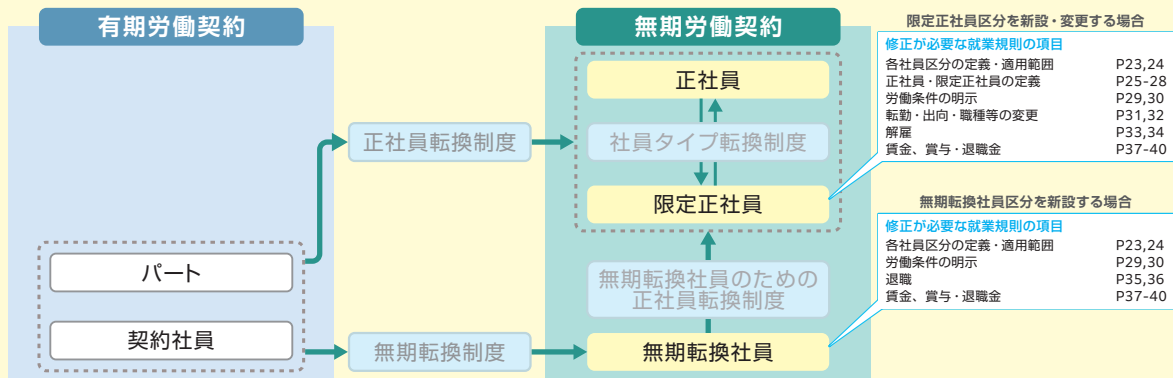 有期労働契約
パート
契約社員
正社員転換制度
無期転換制度
無期労働契約
正社員
社員タイプ転換制度
限定正社員
無期転換社員のための
正社員転換制度
無期転換社員
限定正社員区分を新設・変更する場合
修正が必要な就業規則の項目
各社員区分の定義・適用範囲 P23,24
正社員・限定正社員の定義 P25-28
労働条件の明示 P29,30
転勤・出向・職種等の変更 P31,32
解雇 P33,34
賃金、賞与・退職金 P37-40
無期転換社員区分を新設する場合
修正が必要な就業規則の項目
各社員区分の定義・適用範囲 P23,24
労働条件の明示 P29,30
退職 P35,36
賃金、賞与・退職金 P37-40